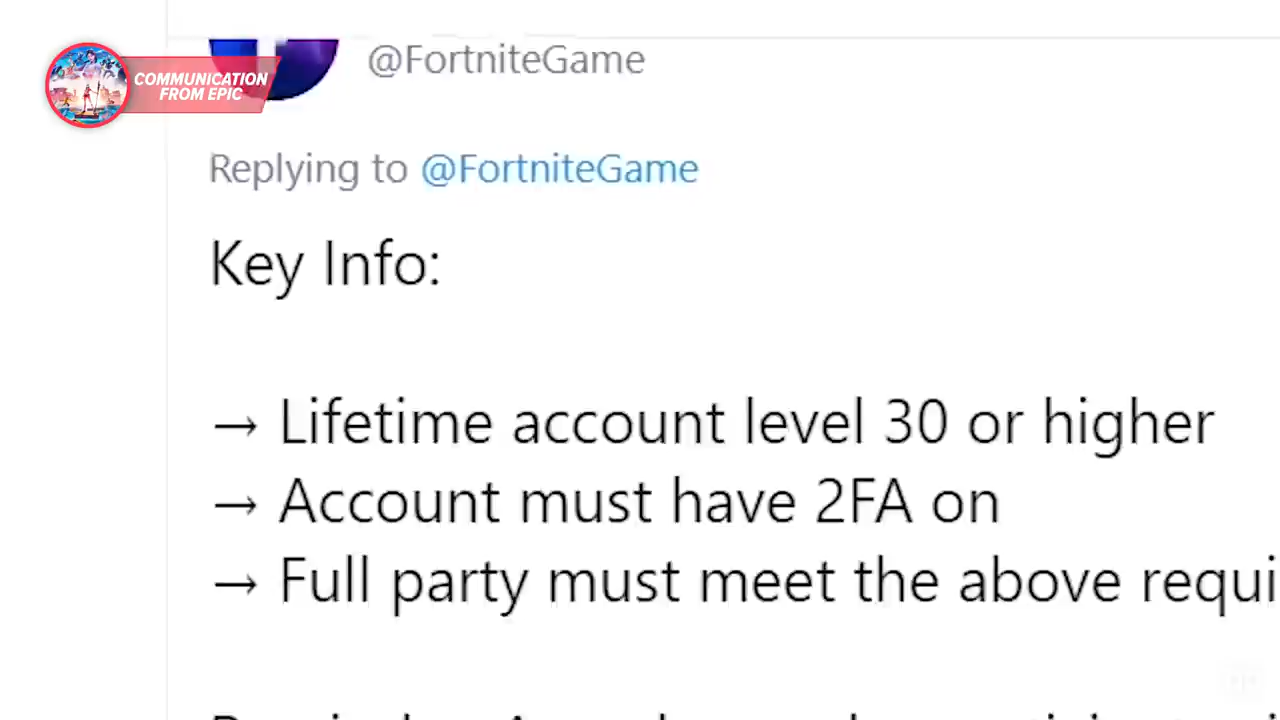 COMMUNICATION
FROM EPIC
@FortniteGame
Replying to @FortniteGame
Key Info:
→ Lifetime account level 30 or higher
→ Account must have 2FA on
→ Full party must meet the above requi